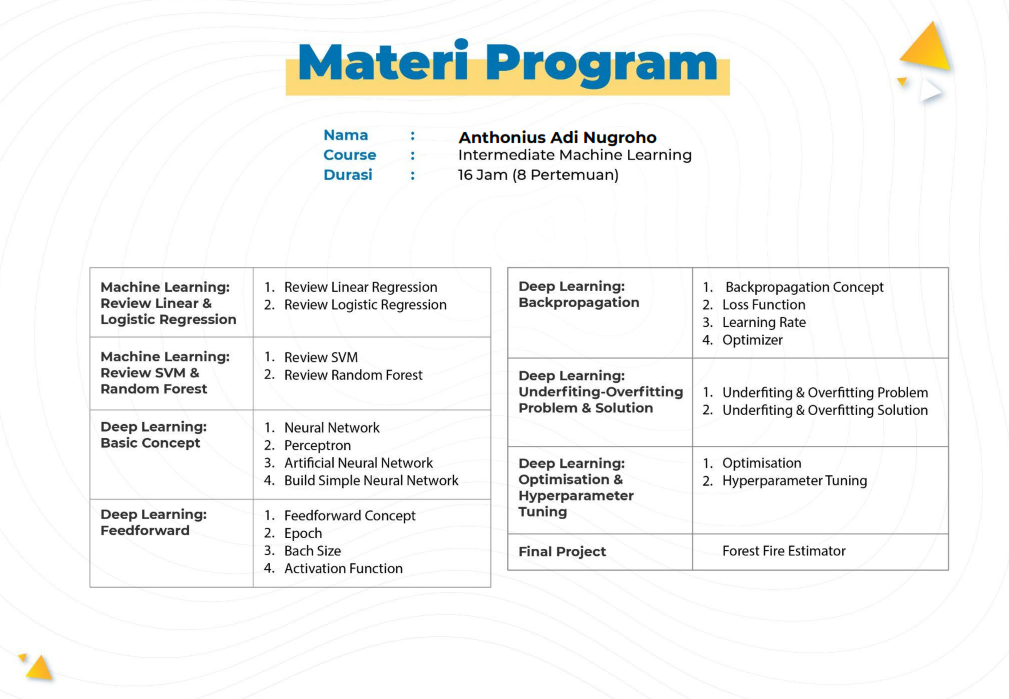 Materi Program
Nama : Anthonius Adi Nugroho
Course : Intermediate Machine Learning
Durasi : 16 Jam (8 Pertemuan)
Machine Learning:
Review Linear &
Logistic Regression
1. Review Linear Regression
2. Review Logistic Regression
Machine Learning:
Review SVM &
Random Forest
1. Review SVM
2. Review Random Forest
Deep Learning:
Basic Concept
1. Neural Network
2. Perceptron
3. Artificial Neural Network
4. Build Simple Neural Network
Deep Learning:
Feedforward
1. Feedforward Concept
2. Epoch
3. Bach Size
4. Activation Function
Deep Learning:
Backpropagation
1. Backpropagation Concept
2. Loss Function
3. Learning Rate
4. Optimizer
Deep Learning:
Underfiting-Overfitting
Problem & Solution
1. Underfiting & Overfitting Problem
2. Underfiting & Overfitting Solution
Deep Learning:
Optimisation &
Hyperparameter
Tuning
1. Optimisation
2. Hyperparameter Tuning
Final Project
Forest Fire Estimator